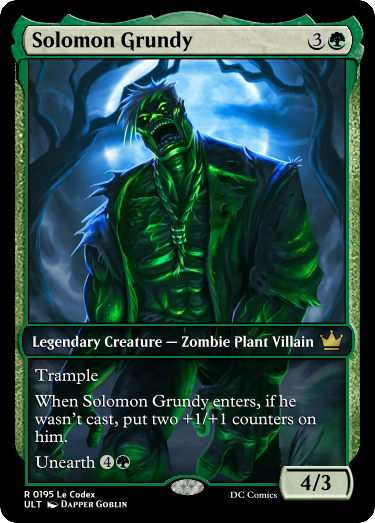 Solomon Grundy 3
Legendary Creature — Zombie Plant Villain
Trample
When Solomon Grundy enters, if he
wasn't cast, put two +1/+1 counters on
him.
Unearth 4
4/3
R 0195 Le Codex
ULT Dapper Goblin
DC Comics